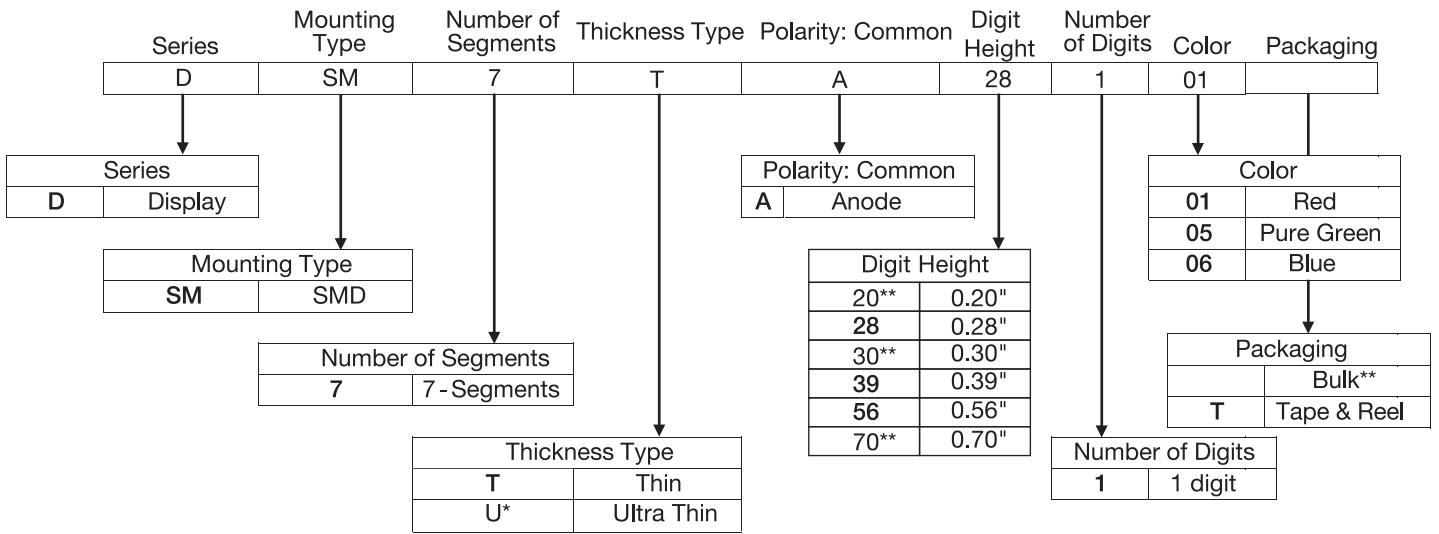 Series Mounting Type Number of Segments Thickness Type Polarity: Common Digit Height Number of Digits Color Packaging
D SM 7 T A 28 1 01
Series
D Display
Mounting Type
SM SMD
Number of Segments
7 7-Segments
Thickness Type
T Thin
U* Ultra Thin
Polarity: Common
A Anode
Digit Height
20** 0.20"
28 0.28"
30** 0.30"
39 0.39"
56 0.56"
70** 0.70"
Number of Digits
1 1 digit
Color
01 Red
05 Pure Green
06 Blue
Packaging
Bulk**
T Tape & Reel